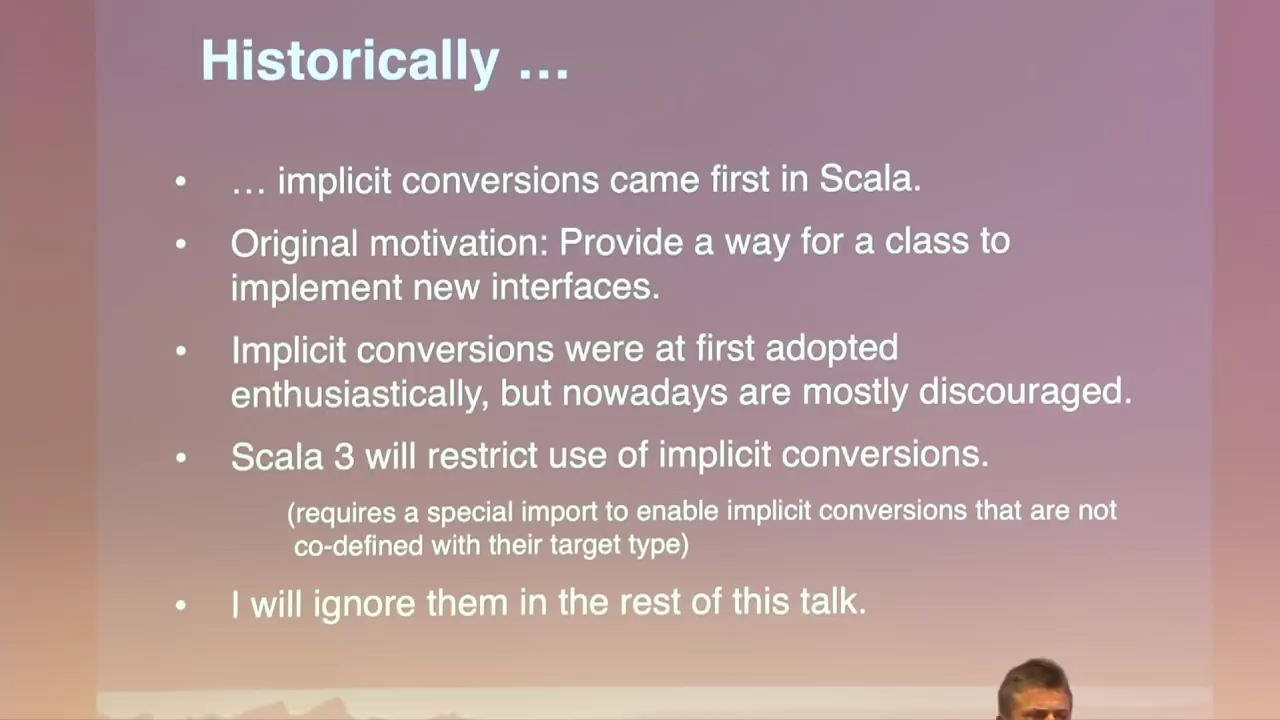 Historically …
• … implicit conversions came first in Scala.
• Original motivation: Provide a way for a class to
implement new interfaces.
• Implicit conversions were at first adopted
enthusiastically, but nowadays are mostly discouraged.
• Scala 3 will restrict use of implicit conversions.
(requires a special import to enable implicit conversions that are not
co-defined with their target type)
• I will ignore them in the rest of this talk.